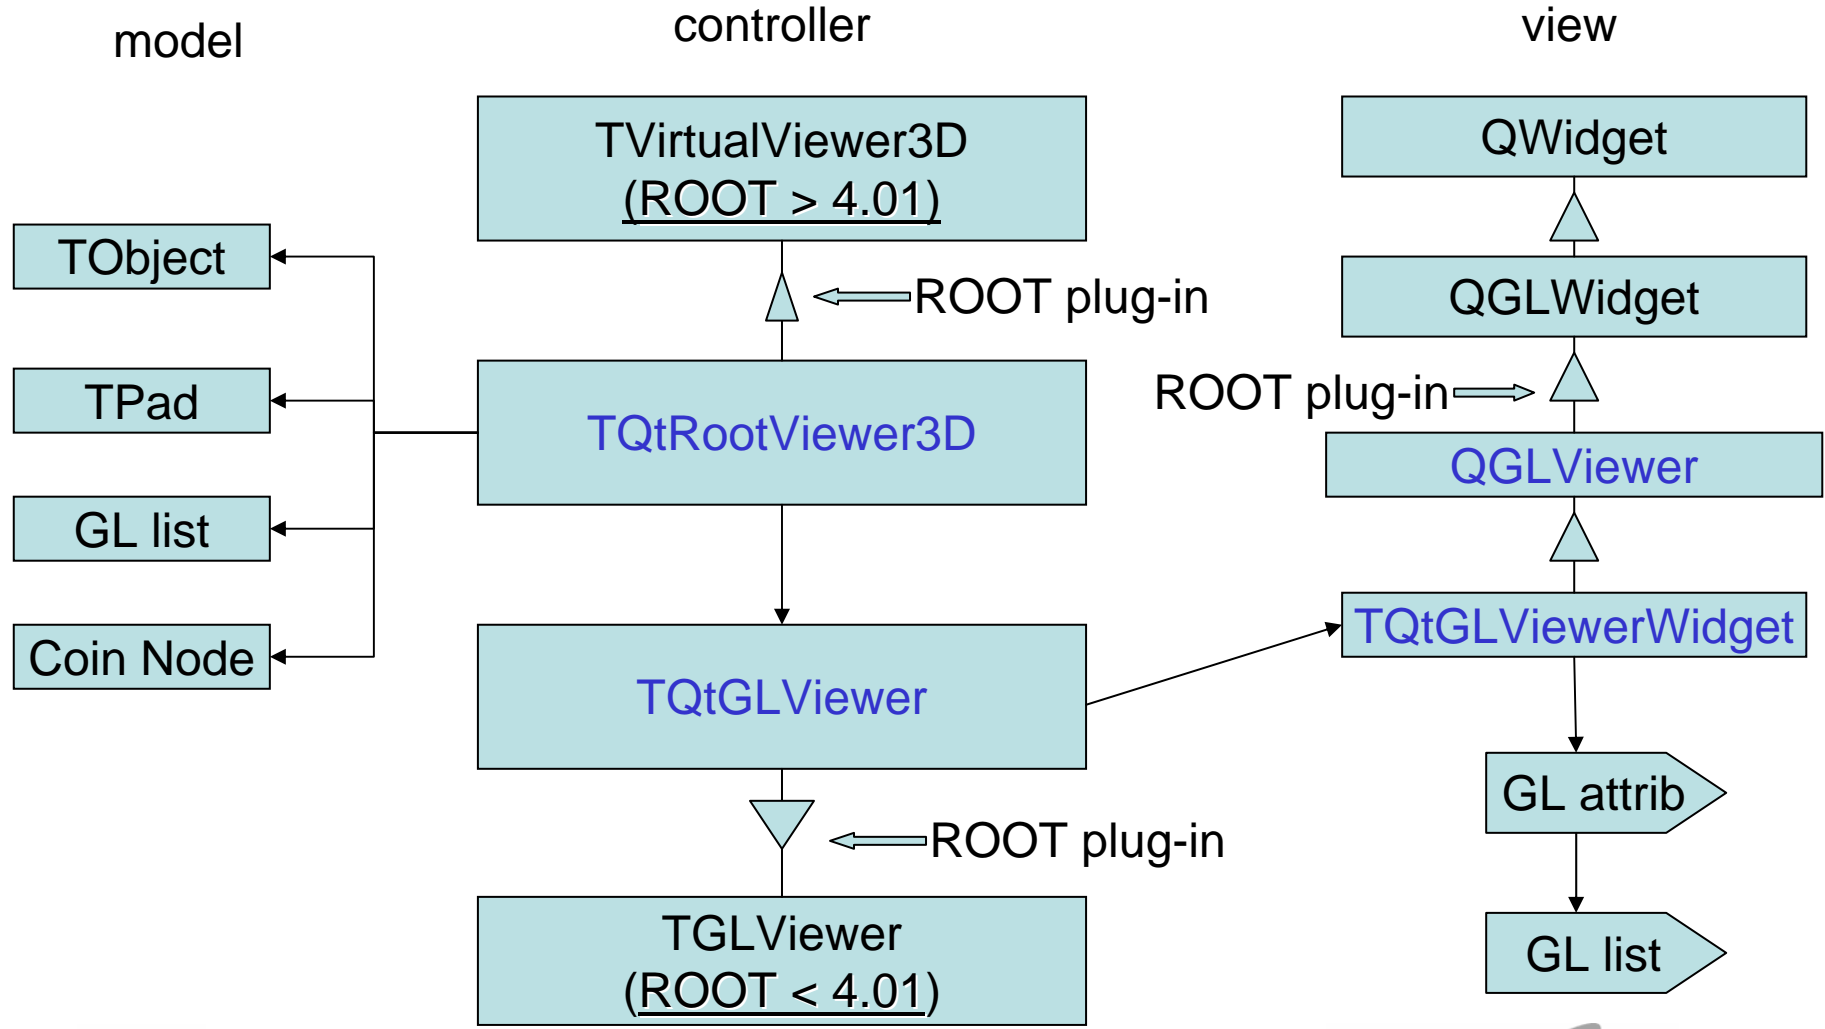 model
controller
view
TVirtualViewer3D
(ROOT > 4.01)
QWidget
TObject
ROOT plug-in
QGLWidget
TPad
TQtRootViewer3D
ROOT plug-in
QGLViewer
GL list
Coin Node
TQtGLViewer
TQtGLViewerWidget
GL attrib
ROOT plug-in
TGLViewer
(ROOT < 4.01)
GL list